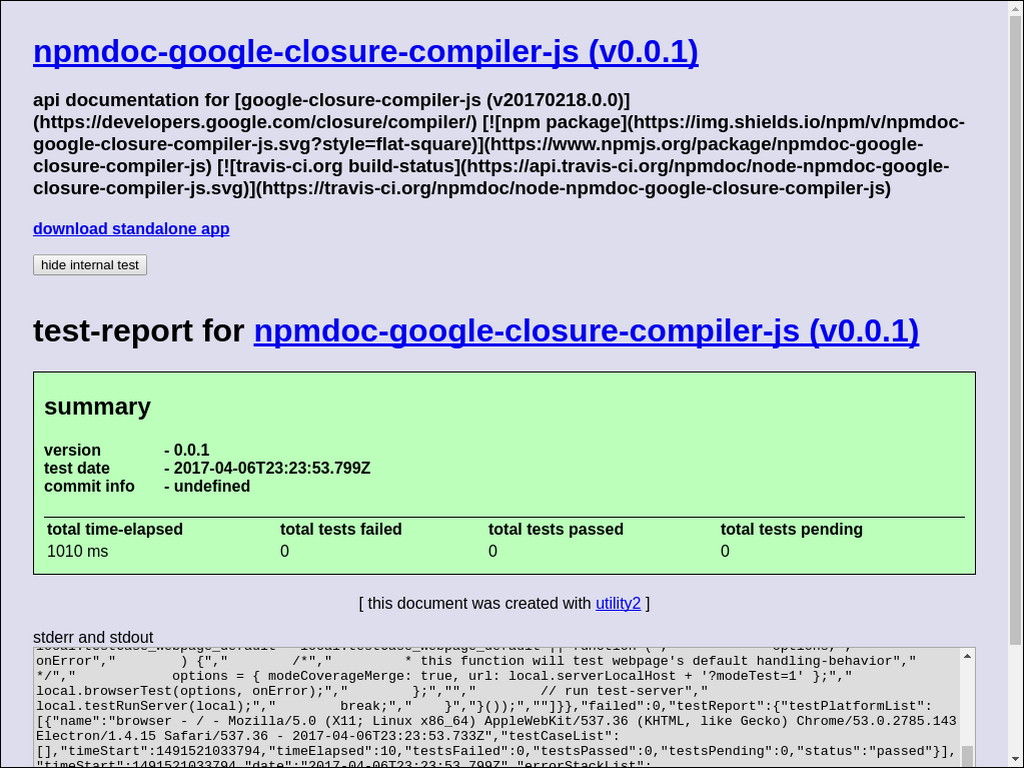 npmdoc-google-closure-compiler-js (v0.0.1)
api documentation for [google-closure-compiler-js (v20170218.0.0)]
(https://developers.google.com/closure/compiler/) [![npm package](https://img.shields.io/npm/v/npmdoc-
google-closure-compiler-js.svg?style=flat-square)](https://www.npmjs.org/package/npmdoc-google-
closure-compiler-js) [![travis-ci.org build-status](https://api.travis-ci.org/npmdoc/node-npmdoc-google-
closure-compiler-js.svg)](https://travis-ci.org/npmdoc/node-npmdoc-google-closure-compiler-js)
download standalone app
hide internal test
test-report for npmdoc-google-closure-compiler-js (v0.0.1)
summary
version - 0.0.1
test date - 2017-04-06T23:23:53.799Z
commit info - undefined
total time-elapsed total tests failed total tests passed total tests pending
1010 ms 0 0 0
[ this document was created with utility2 ]
stderr and stdout
onError","        ) {","        /*","         * this function will test webpage's default handling-behavior","
*/","            options = { modeCoverageMerge: true, url: local.serverLocalHost + '?modeTest=1' };","
local.browserTest(options, onError);","        };","","        // run test-server","
local.testRunServer(local);","        break;","    }","}());",""]}},"failed":0,"testReport":{"testPlatformList":
[{"name":"browser - / - Mozilla/5.0 (X11; Linux x86_64) AppleWebKit/537.36 (KHTML, like Gecko) Chrome/53.0.2785.143
Electron/1.4.15 Safari/537.36 - 2017-04-06T23:23:53.733Z","testCaseList":
[],"timeStart":1491521033794,"timeElapsed":10,"testsFailed":0,"testsPassed":0,"testsPending":0,"status":"passed"}],
"timeStart":1491521033794,"date":"2017-04-06T23:23:53.799Z","errorStackList":